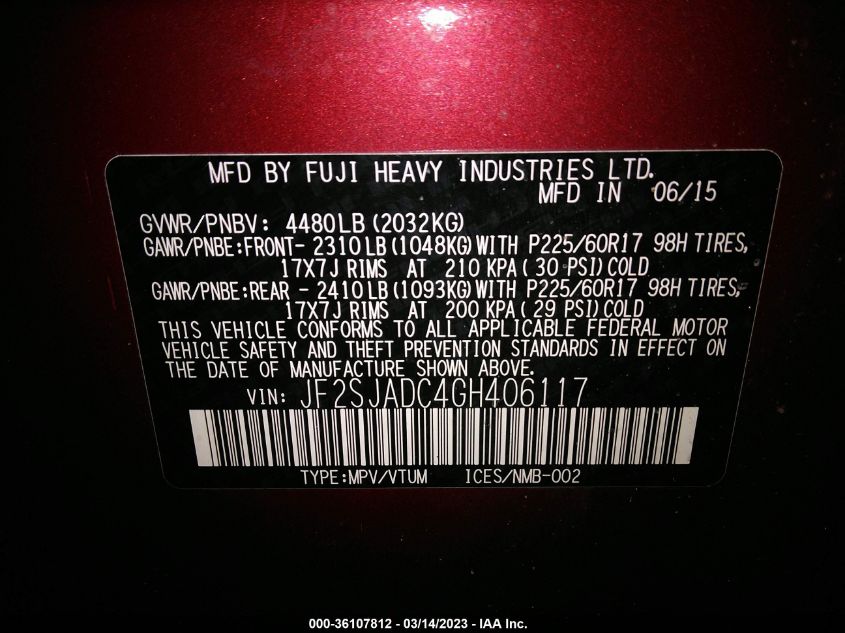 MFD BY FUJI HEAVY INDUSTRIES LTD.
MFD IN 06/15
GVWR/PNBV: 4480LB (2032KG)
GAWR/PNBE:FRONT- 2310LB (1048KG) WITH P225/60R17 98H TIRES,
17X7J RIMS AT 210 KPA ( 30 PSI) COLD
GAWR/PNBE:REAR - 2410LB (1093KG) WITH P225/60R17 98H TIRES,
17X7J RIMS AT 200 KPA ( 29 PSI) COLD
THIS VEHICLE CONFORMS TO ALL APPLICABLE FEDERAL MOTOR
VEHICLE SAFETY AND THEFT PREVENTION STANDARDS IN EFFECT ON
THE DATE OF MANUFACTURE SHOWN ABOVE.
VIN: JF2SJADC4GH406117
TYPE:MPV/VTUM ICES/NMB-002
000-36107812 - 03/14/2023 - IAA Inc.